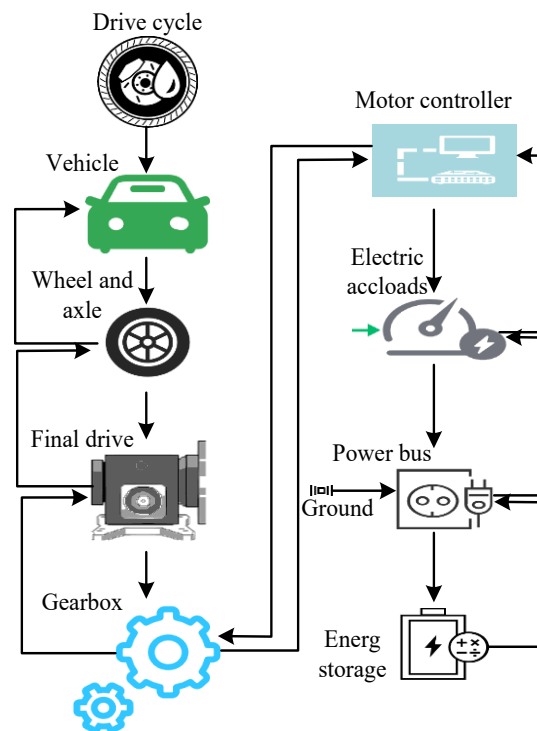 Drive cycle
Vehicle
Wheel and
axle
Final drive
Gearbox
Motor controller
Electric
accloads
Power bus
Ground
Energ
storage